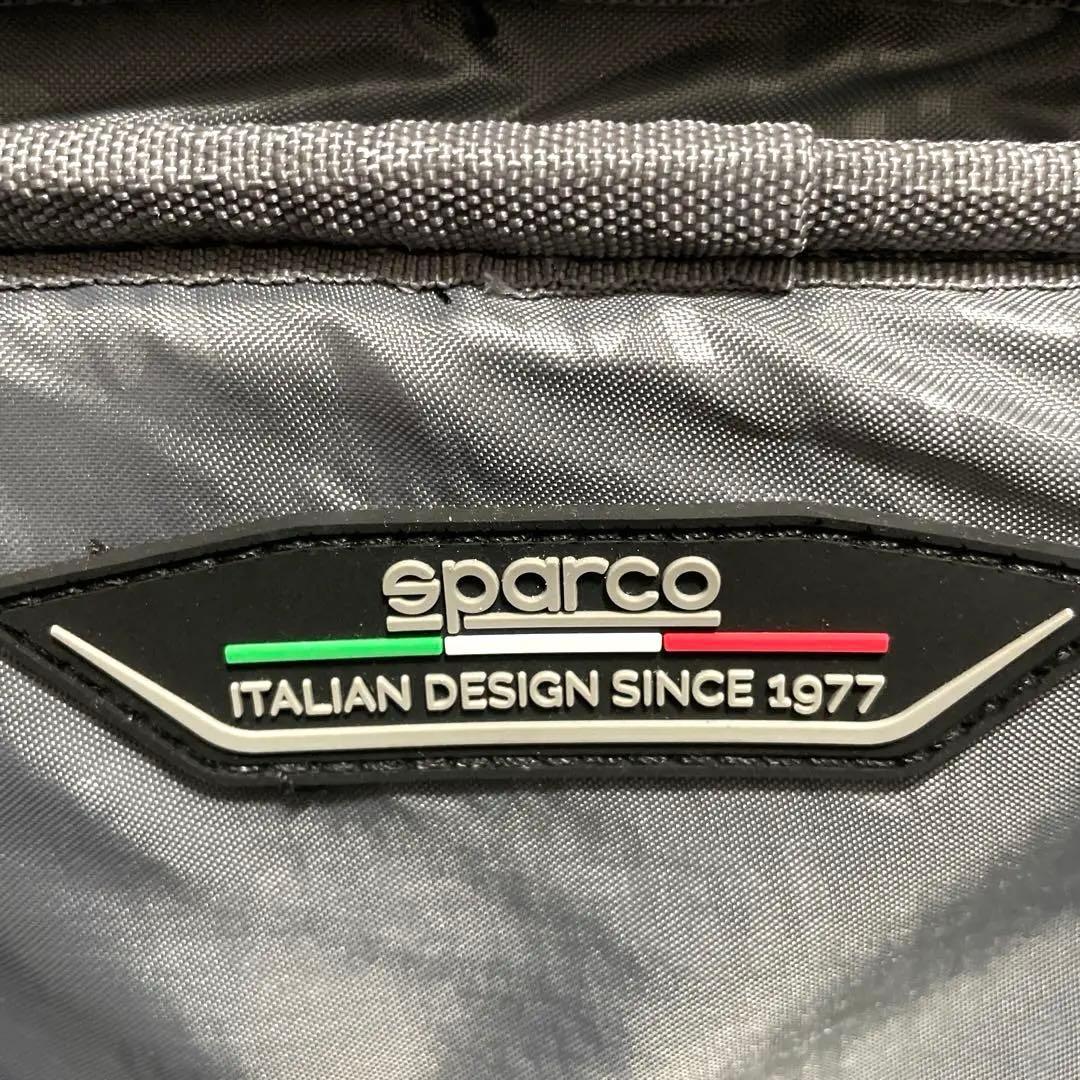 sparco
ITALIAN DESIGN SINCE 1977